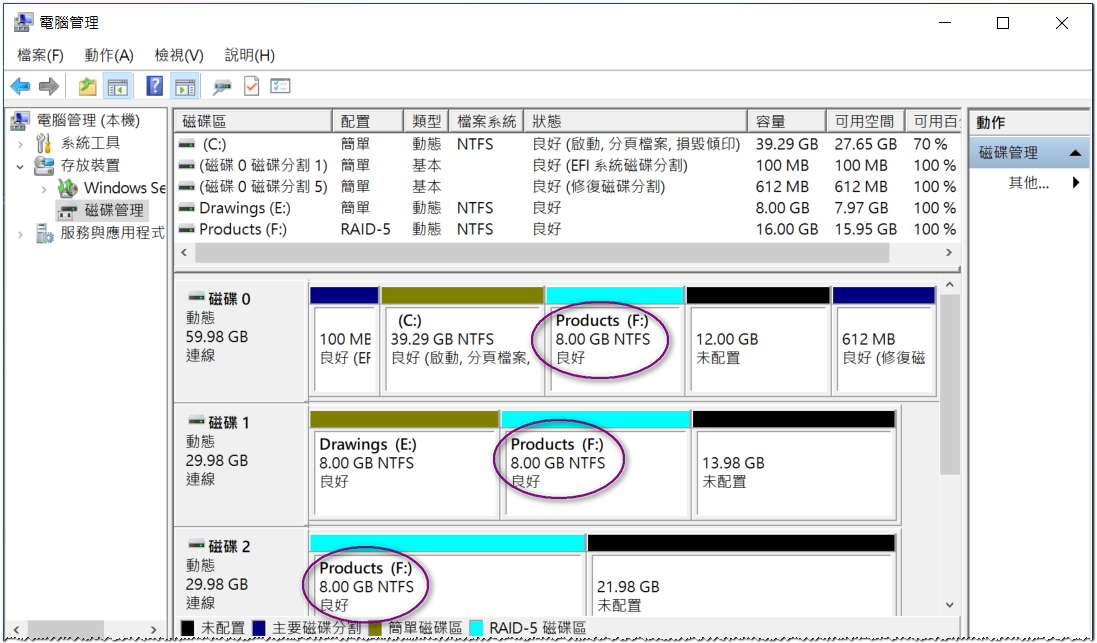 電腦管理
檔案(F) 動作(A) 檢視(V) 說明(H)
電腦管理 (本機)
系統工具
存放裝置
Windows Se
磁碟管理
服務與應用程式
磁碟區 配置 類型 檔案系統 狀態 容量 可用空間 可用百
(C:) 簡單 動態 NTFS 良好 (啟動, 分頁檔案, 損毀傾印) 39.29 GB 27.65 GB 70 %
(磁碟 0 磁碟分割 1) 簡單 基本 良好 (EFI 系統磁碟分割) 100 MB 100 MB 100 %
(磁碟 0 磁碟分割 5) 簡單 基本 良好 (修復磁碟分割) 612 MB 612 MB 100 %
Drawings (E:) 簡單 動態 NTFS 良好 8.00 GB 7.97 GB 100 %
Products (F:) RAID-5 動態 NTFS 良好 16.00 GB 15.95 GB 100 %
動作
磁碟管理
其他...
磁碟 0
動態
59.98 GB
連線
100 MB
良好 (EF
(C:)
39.29 GB NTFS
良好 (啟動, 分頁檔案,
Products (F:)
8.00 GB NTFS
良好
12.00 GB
未配置
612 MB
良好 (修復磁
磁碟 1
動態
29.98 GB
連線
Drawings (E:)
8.00 GB NTFS
良好
Products (F:)
8.00 GB NTFS
良好
13.98 GB
未配置
磁碟 2
動態
29.98 GB
連線
Products (F:)
8.00 GB NTFS
良好
21.98 GB
未配置
未配置 主要磁碟分割 簡單磁碟區 RAID-5 磁碟區